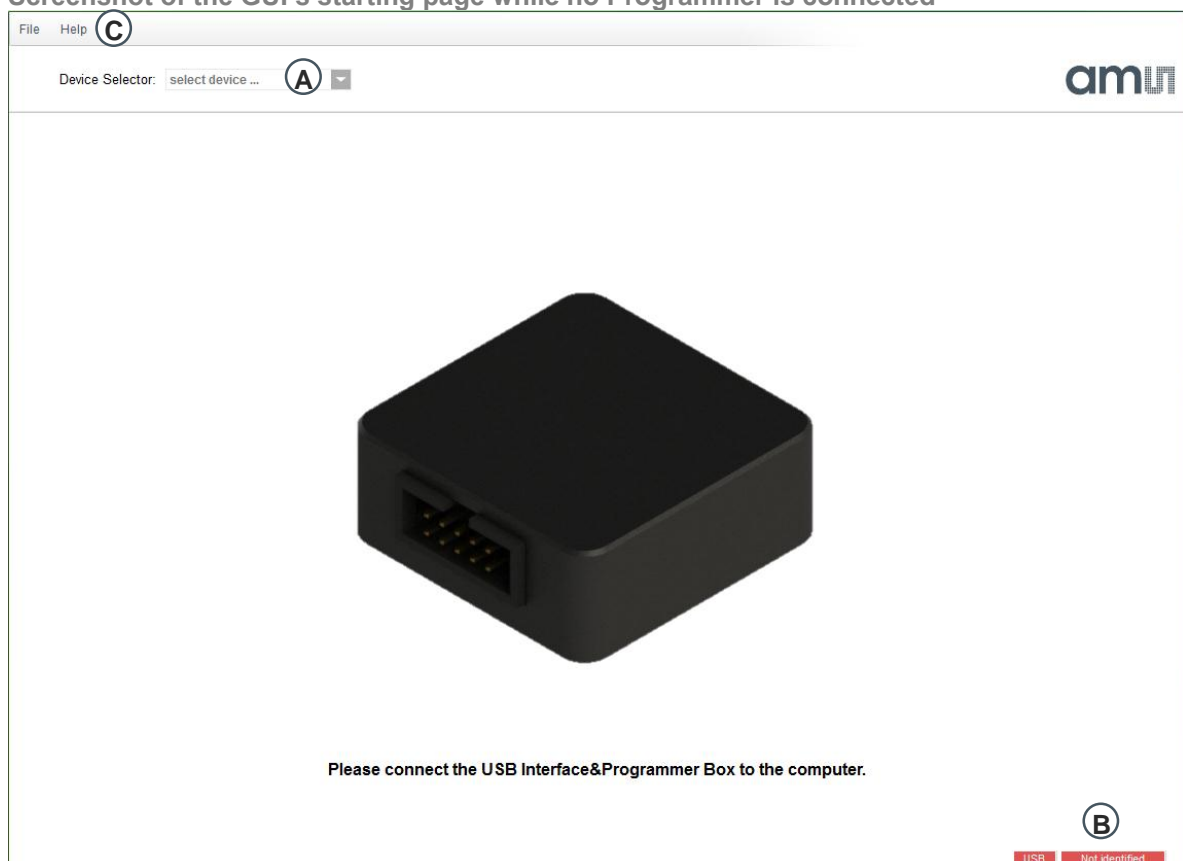 Screenshot of the GUI's starting page while no Programmer is connected
File Help C
Device Selector: select device ... A
am
Please connect the USB Interface&Programmer Box to the computer.
B
USB Not identified